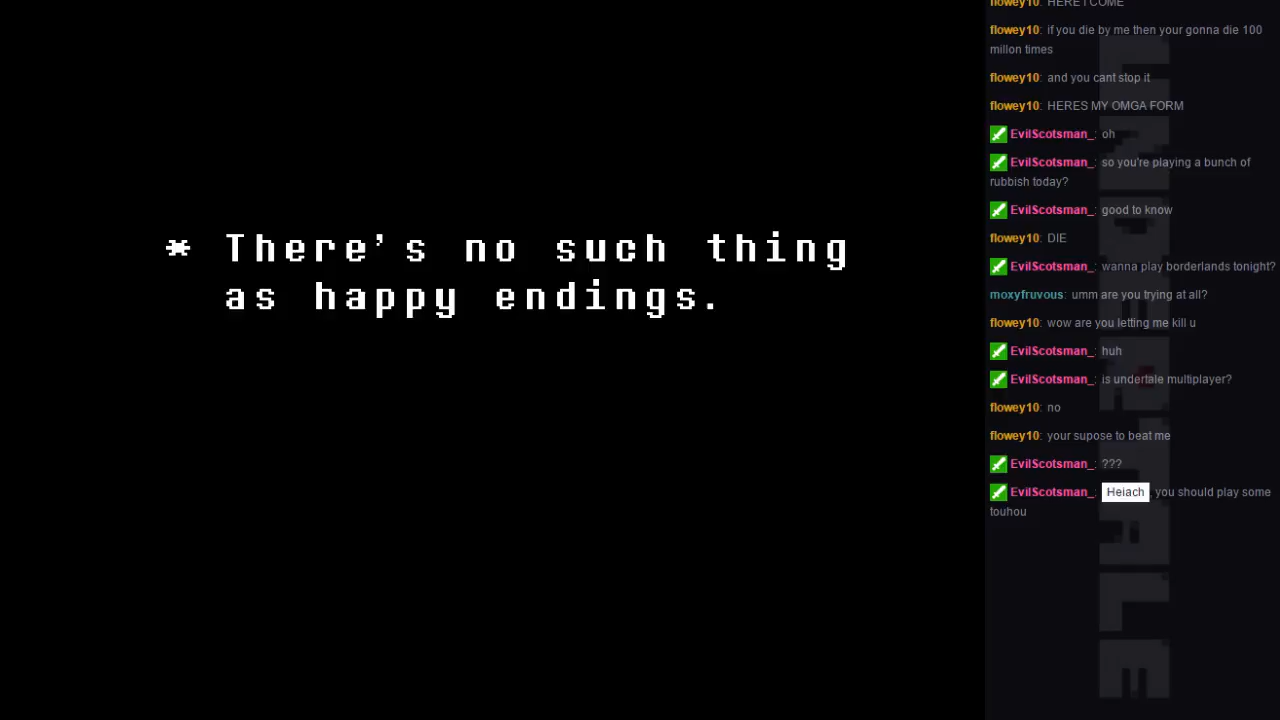 * There's no such thing
as happy endings.
flowey10: HERE I COME
flowey10: if you die by me then your gonna die 100
millon times
flowey10: and you cant stop it
flowey10: HERES MY OMGA FORM
EvilScotsman_: oh
EvilScotsman_: so you're playing a bunch of
rubbish today?
EvilScotsman_: good to know
flowey10: DIE
EvilScotsman_: wanna play borderlands tonight?
moxyfruvous: umm are you trying at all?
flowey10: wow are you letting me kill u
EvilScotsman_: huh
EvilScotsman_: is undertale multiplayer?
flowey10: no
flowey10: your supose to beat me
EvilScotsman_: ???
EvilScotsman_: Heiach, you should play some
touhou
UNDERTALE